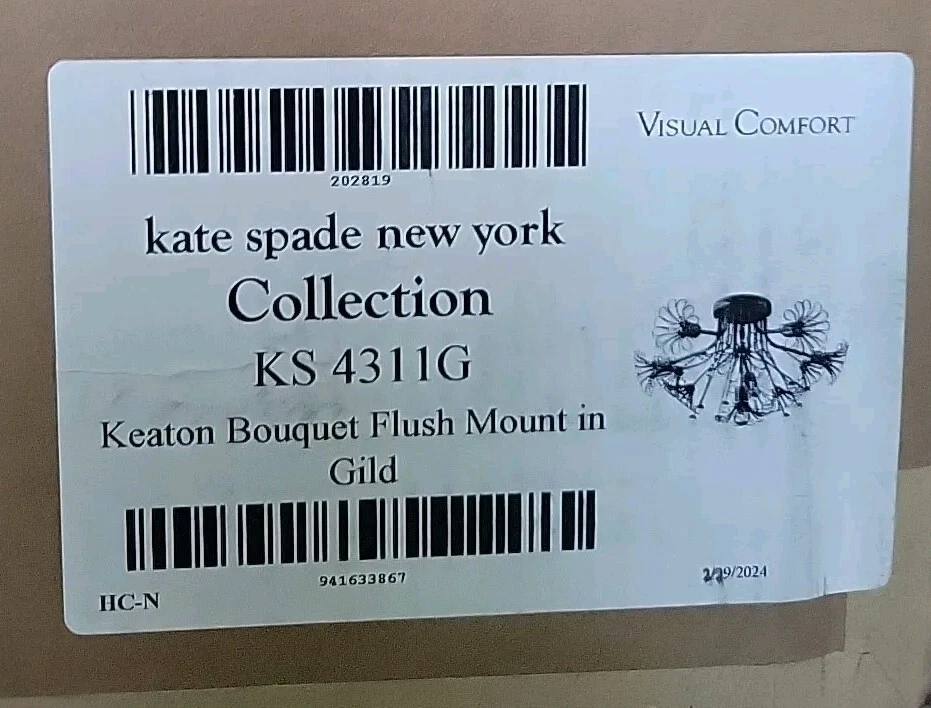 202819
VISUAL COMFORT
kate spade new york
Collection
KS 4311G
Keaton Bouquet Flush Mount in
Gild
941633867
HC-N